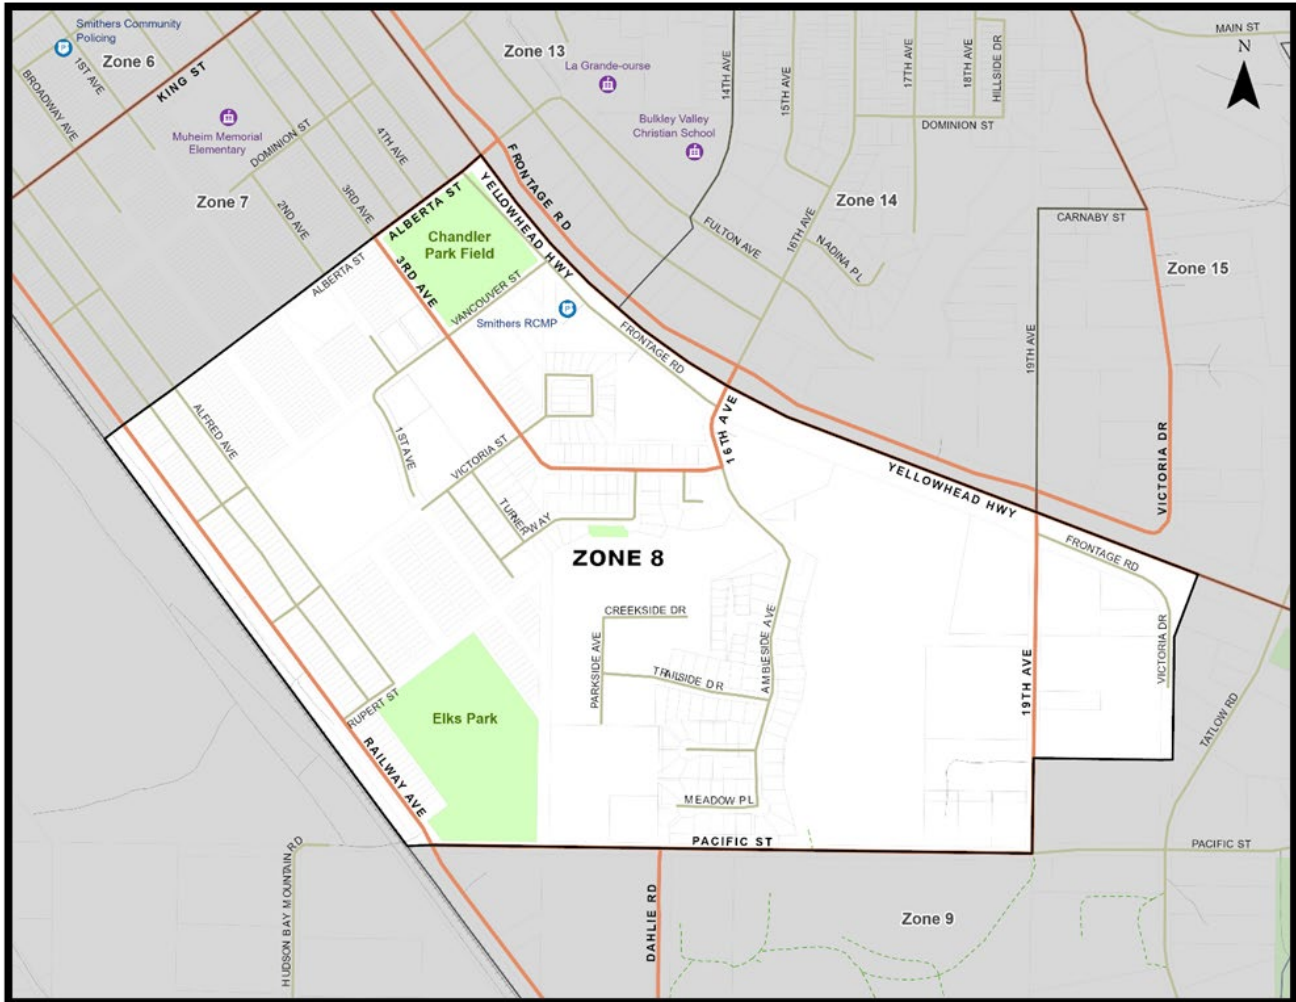 Smithers Community
Policing
Zone 6
KING ST
1ST AVE
BROADWAY AVE
Muheim Memorial
Elementary
DOMINION ST
4TH AVE
3RD AVE
2ND AVE
Zone 7
Zone 13
La Grande-ourse
Bulkley Valley
Christian School
14TH AVE
15TH AVE
17TH AVE
18TH AVE
HILLSIDE DR
MAIN ST
N
DOMINION ST
Zone 14
16TH AVE
NADINA PL
FULTON AVE
CARNABY ST
Zone 15
19TH AVE
VICTORIA DR
FRONTAGE RD
YELLOWHEAD HWY
ALBERTA ST
Chandler
Park Field
ALBERTA ST
3RD AVE
VANCOUVER ST
Smithers RCMP
FRONTAGE RD
16TH AVE
YELLOWHEAD HWY
FRONTAGE RD
VICTORIA DR
ALFRED AVE
1ST AVE
VICTORIA ST
TURNER WAY
ZONE 8
CREEKSIDE DR
PARKSIDE AVE
TRAILSIDE DR
AMBLESIDE AVE
19TH AVE
TATLOW RD
RUPERT ST
Elks Park
RAILWAY AVE
MEADOW PL
PACIFIC ST
PACIFIC ST
HUDSON BAY MOUNTAIN RD
DAHLIE RD
Zone 9